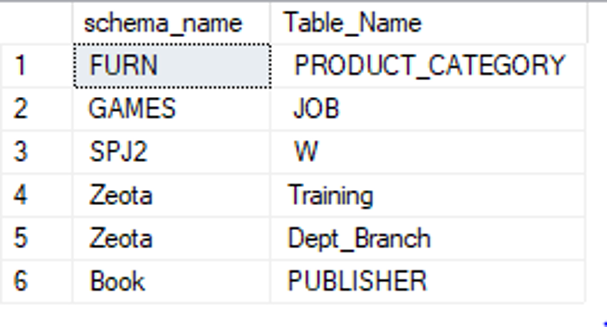 schema_name Table_Name
1 FURN PRODUCT_CATEGORY
2 GAMES JOB
3 SPJ2 W
4 Zeota Training
5 Zeota Dept_Branch
6 Book PUBLISHER